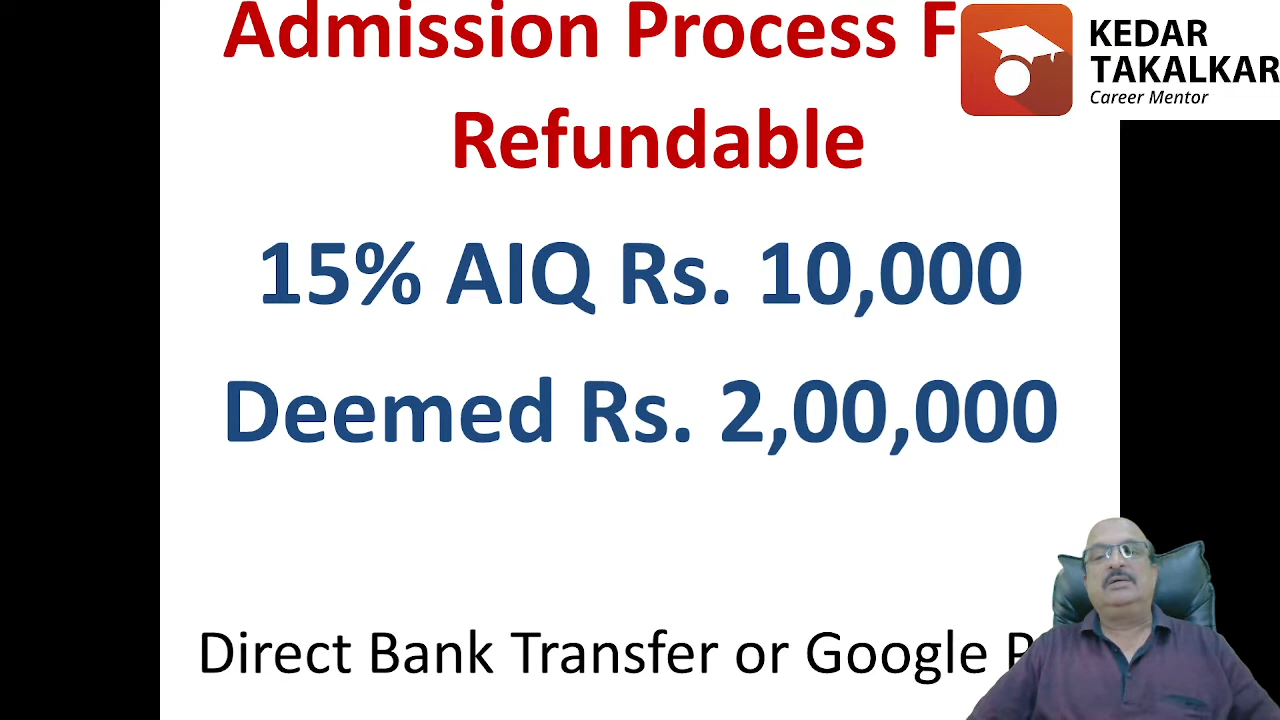 Admission Process F
Refundable
15% AIQ Rs. 10,000
Deemed Rs. 2,00,000
Direct Bank Transfer or Google P
KEDAR
TAKALKAR
Career Mentor